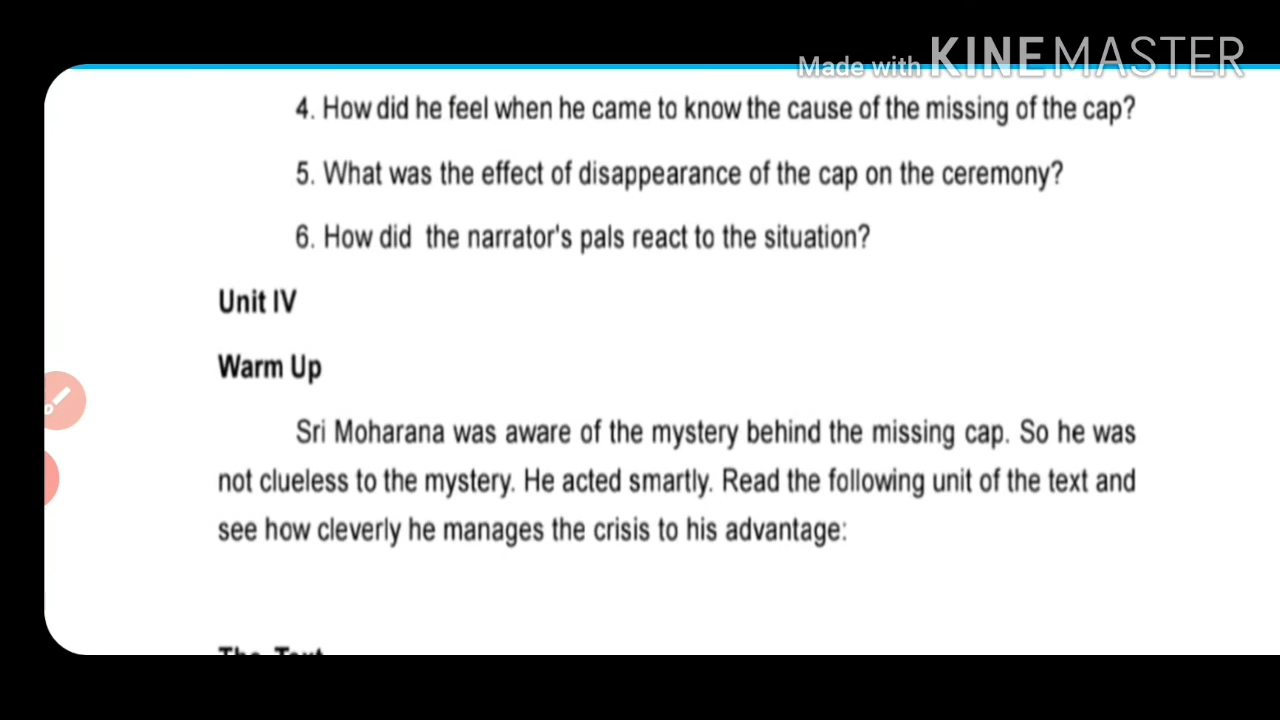 Made with KINEMASTER
4. How did he feel when he came to know the cause of the missing of the cap?
5. What was the effect of disappearance of the cap on the ceremony?
6. How did the narrator's pals react to the situation?
Unit IV
Warm Up
Sri Moharana was aware of the mystery behind the missing cap. So he was
not clueless to the mystery. He acted smartly. Read the following unit of the text and
see how cleverly he manages the crisis to his advantage:
The Text